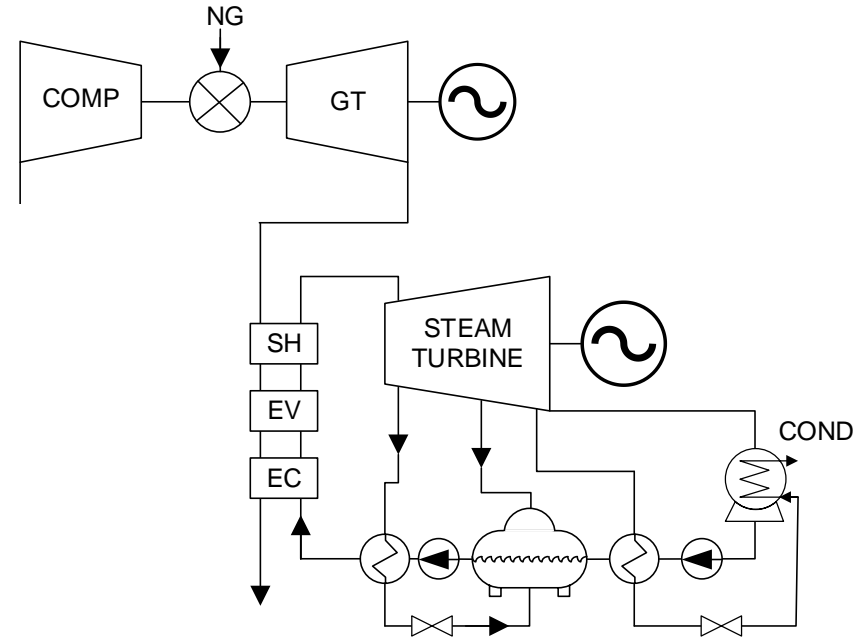 NG
COMP
GT
SH
STEAM
TURBINE
EV
COND
EC